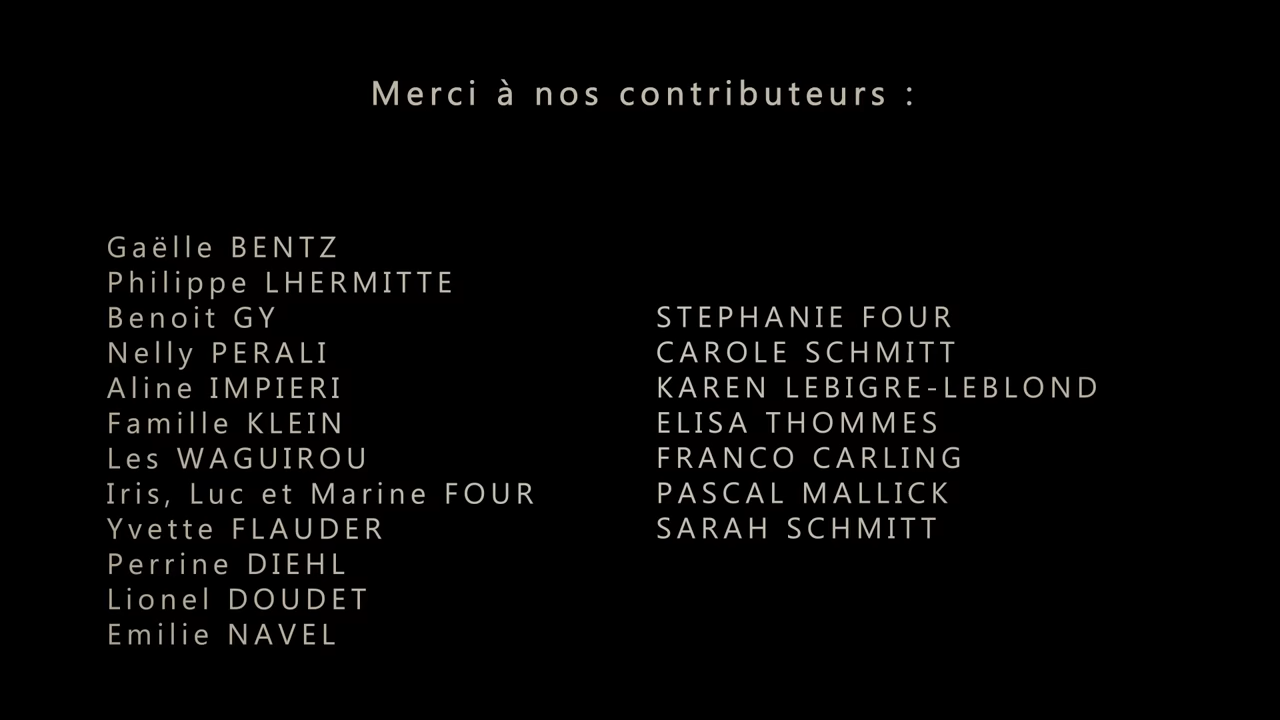 Merci à nos contributeurs :
Gaëlle BENTZ
Philippe LHERMITTE
Benoit GY
Nelly PERALI
Aline IMPIERI
Famille KLEIN
Les WAGUIROU
Iris, Luc et Marine FOUR
Yvette FLAUDER
Perrine DIEHL
Lionel DOUDET
Emilie NAVEL
STEPHANIE FOUR
CAROLE SCHMITT
KAREN LEBIGRE-LEBLOND
ELISA THOMMES
FRANCO CARLING
PASCAL MALLICK
SARAH SCHMITT